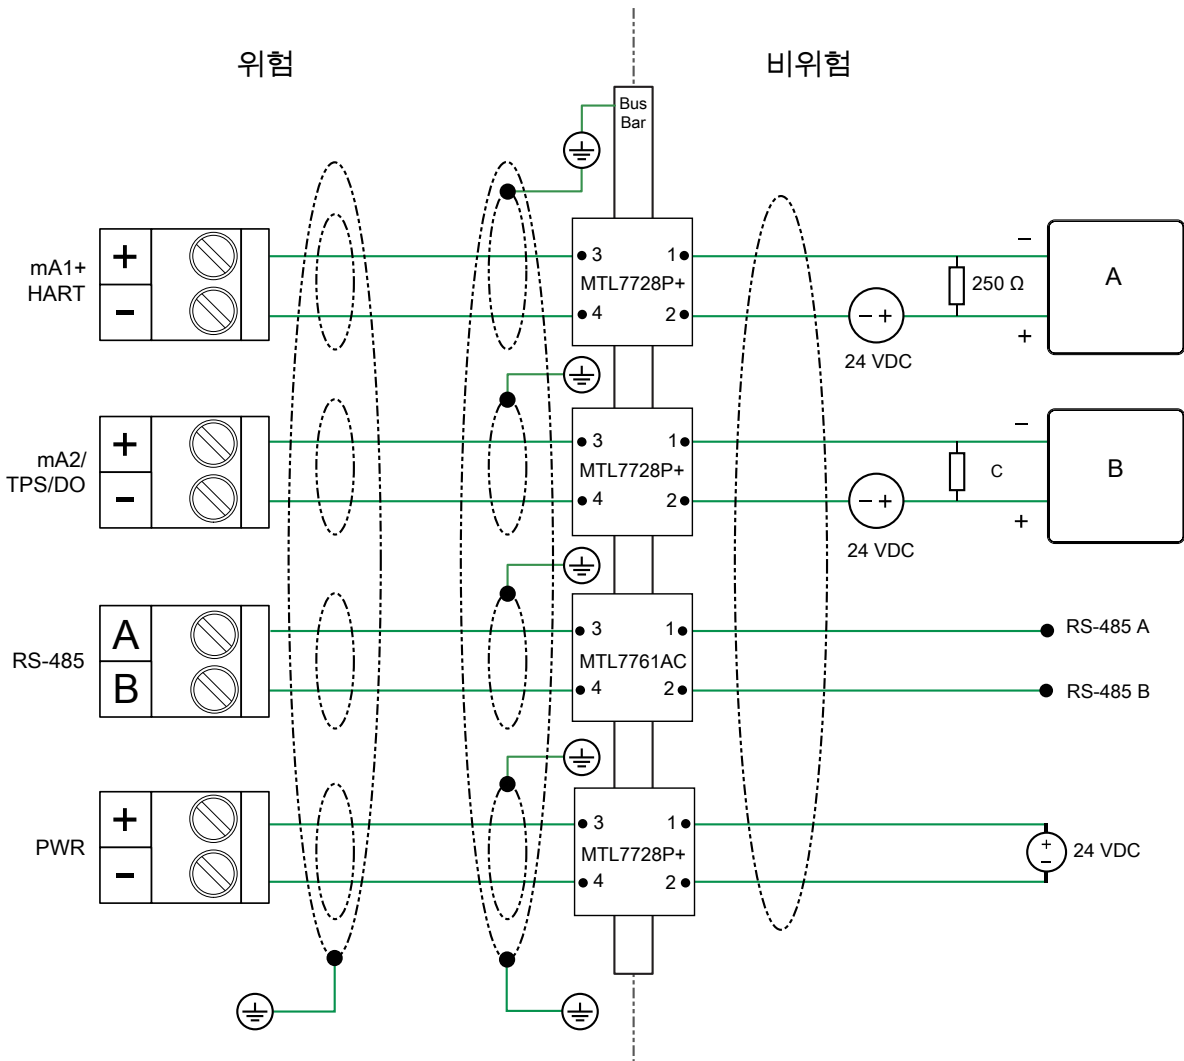 위험
비위험
Bus
Bar
mA1+
HART
+
-
3
4
MTL7728P+
1
2
- +
24 VDC
250 Ω
-
+
A
mA2/
TPS/DO
+
-
3
4
MTL7728P+
1
2
- +
24 VDC
C
-
+
B
RS-485
A
B
3
4
MTL7761AC
1
2
RS-485 A
RS-485 B
PWR
+
-
3
4
MTL7728P+
1
2
+
-
24 VDC